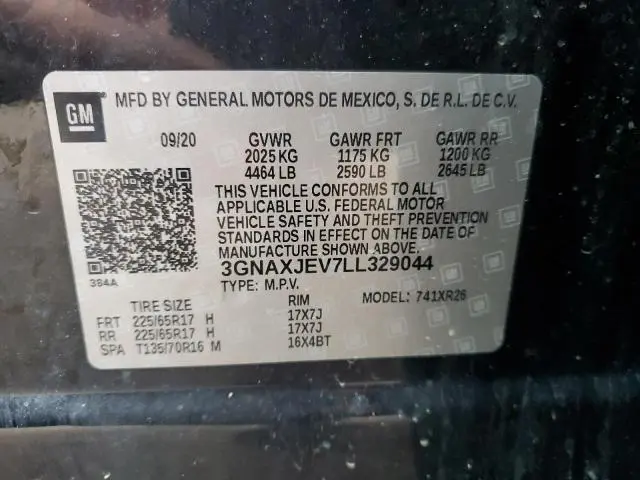 GM
MFD BY GENERAL MOTORS DE MEXICO, S. DE R.L. DE C.V.
09/20 GVWR GAWR FRT GAWR RR
2025 KG 1175 KG 1200 KG
4464 LB 2590 LB 2645 LB
THIS VEHICLE CONFORMS TO ALL
APPLICABLE U.S. FEDERAL MOTOR
VEHICLE SAFETY AND THEFT PREVENTION
STANDARDS IN EFFECT ON THE DATE OF
MANUFACTURE SHOWN ABOVE.
384A 3GNAXJEV7LL329044
TYPE: M.P.V. MODEL: 741XR26
TIRE SIZE RIM
FRT 225/65R17 H 17X7J
RR 225/65R17 H 17X7J
SPA T135/70R16 M 16X4BT